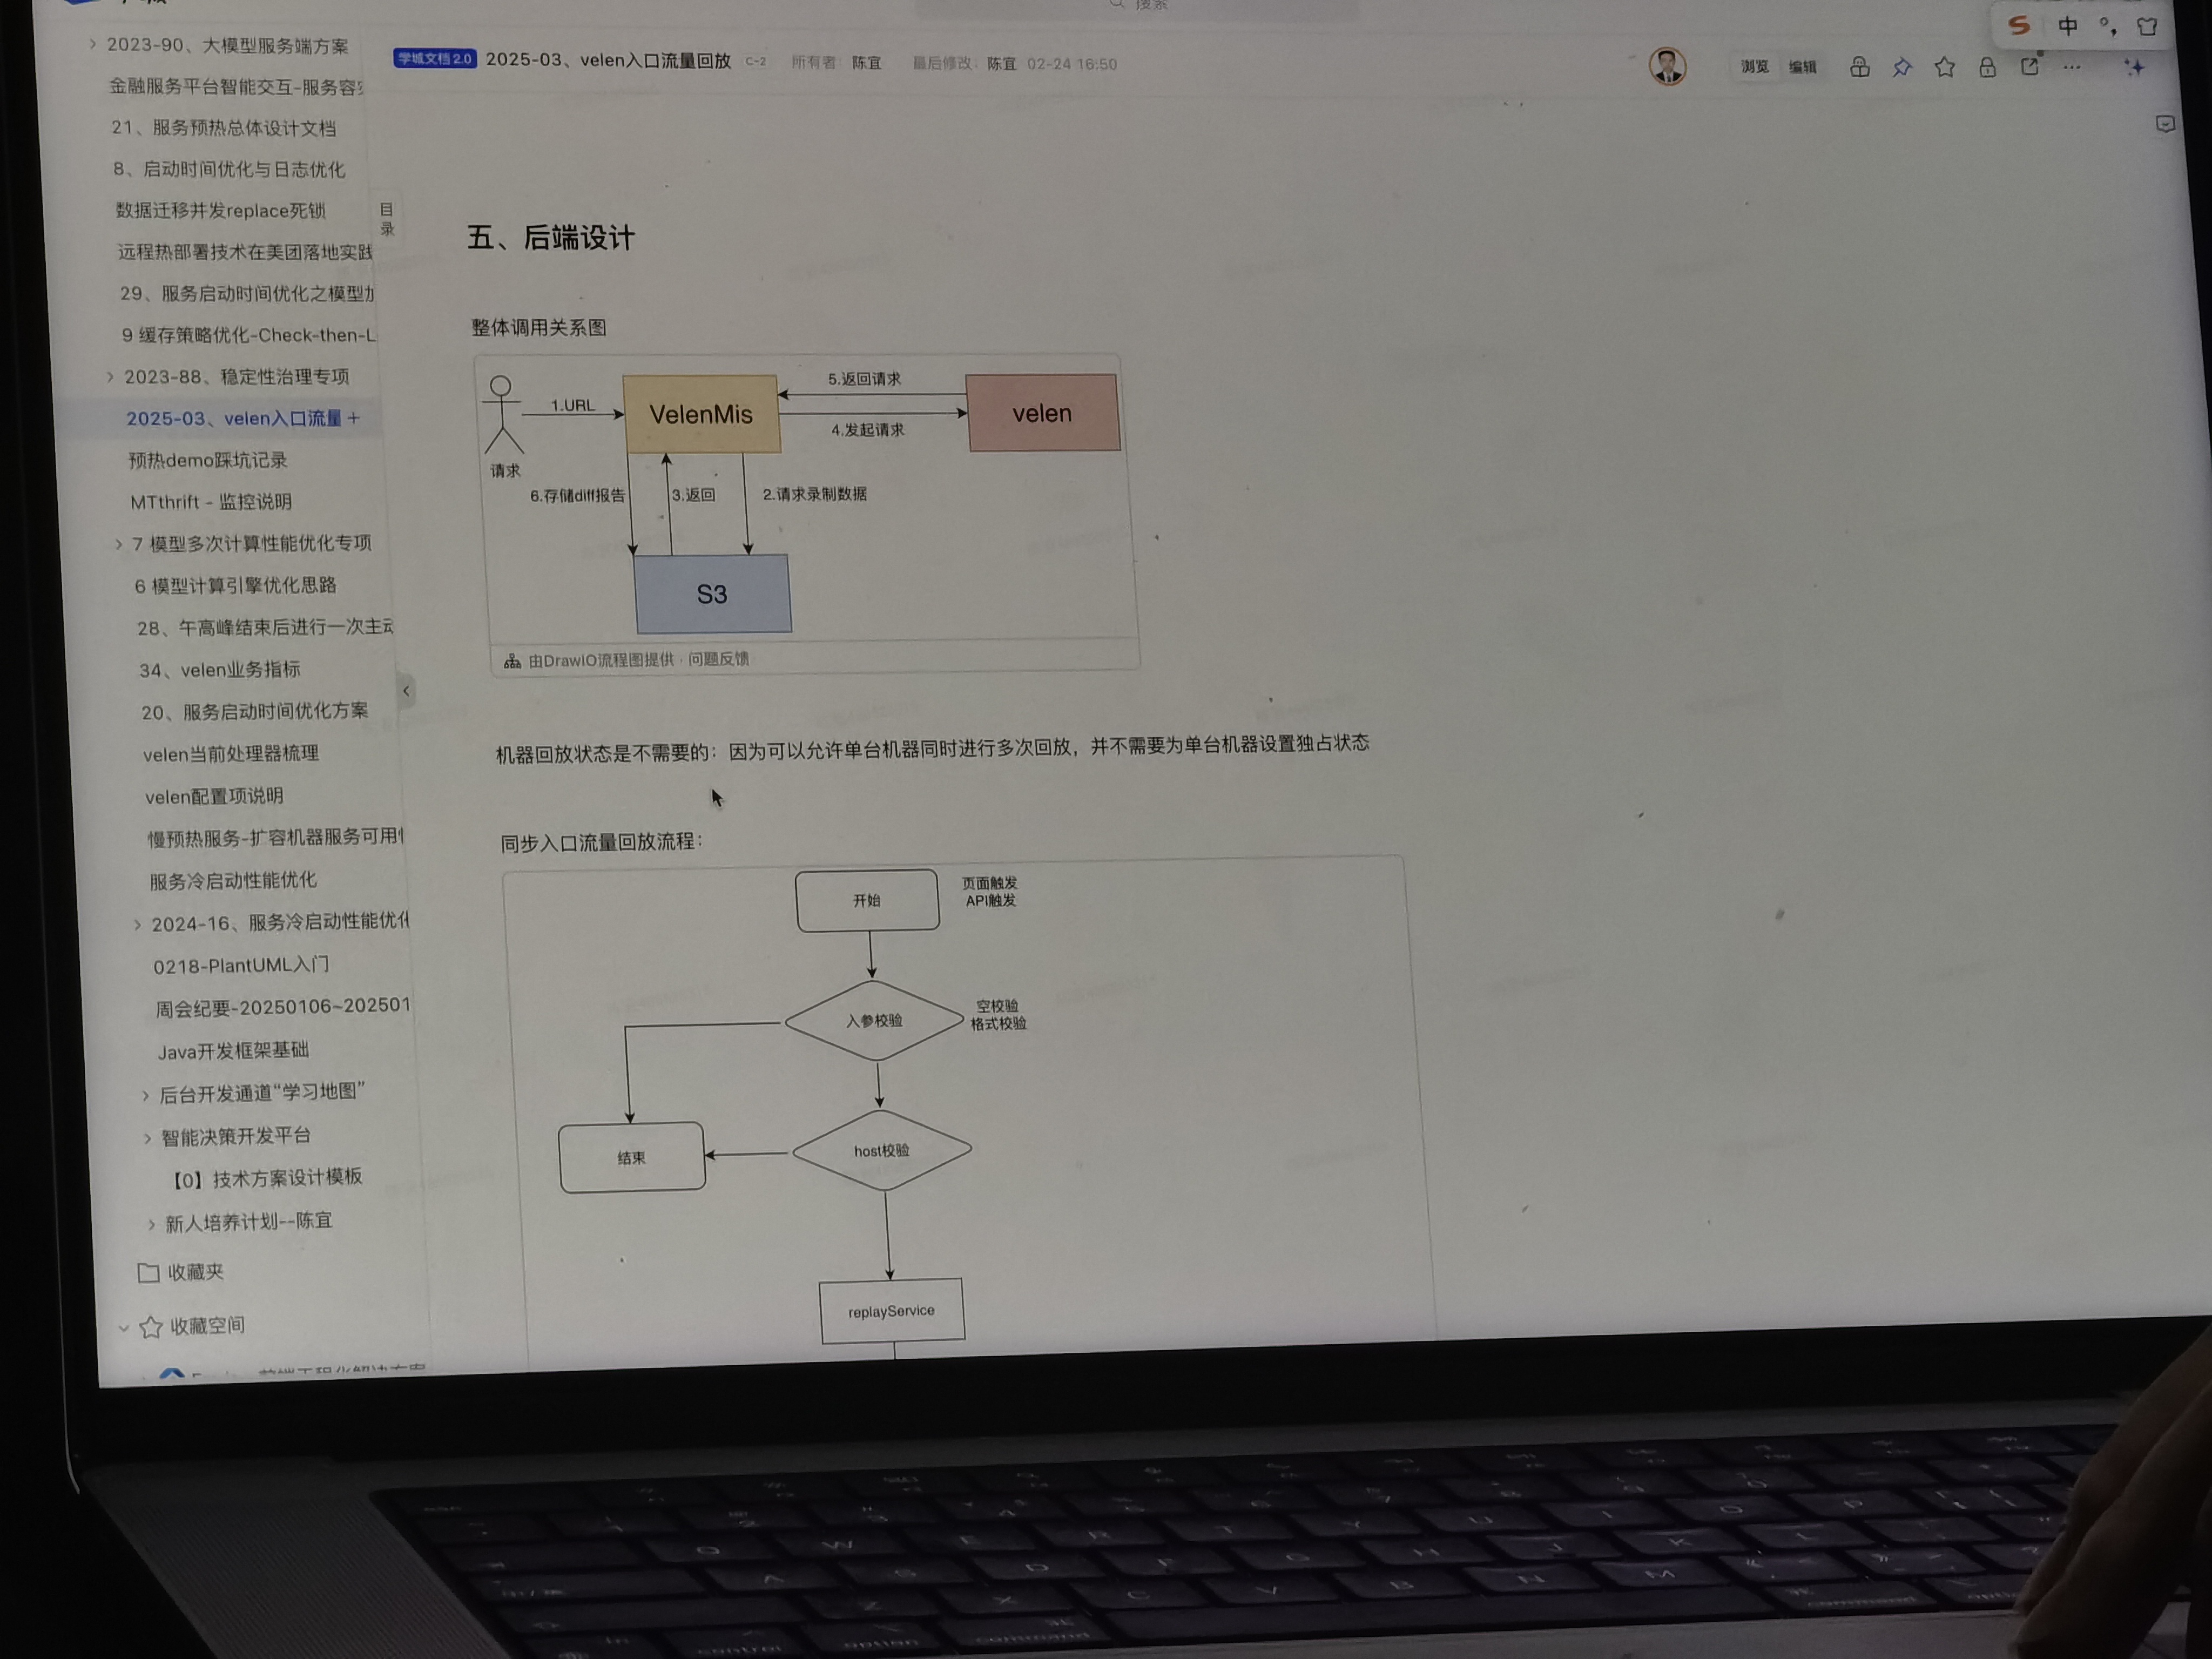 搜索
中
2023-90、大模型服务端方案
金融服务平台智能交互-服务容
21、服务预热总体设计文档
8、启动时间优化与日志优化
数据迁移并发replace死锁
远程热部署技术在美团落地实践
29、服务启动时间优化之模型加
9 缓存策略优化-Check-then-L
2023-88、稳定性治理专项
2025-03、velen入口流量 +
预热demo踩坑记录
MTthrift - 监控说明
7 模型多次计算性能优化专项
6 模型计算引擎优化思路
28、午高峰结束后进行一次主动
34、velen业务指标
20、服务启动时间优化方案
velen当前处理器梳理
velen配置项说明
慢预热服务-扩容机器服务可用
服务冷启动性能优化
2024-16、服务冷启动性能优化
0218-PlantUML入门
周会纪要-20250106~202501
Java开发框架基础
后台开发通道“学习地图”
智能决策开发平台
【0】技术方案设计模板
新人培养计划--陈宜
收藏夹
收藏空间
目录
学城文档 2.0 2025-03、velen入口流量回放 C-2 所有者: 陈宜 最后修改: 陈宜 02-24 16:50
浏览 编辑
五、后端设计
整体调用关系图
请求
1.URL
VelenMis
5.返回请求
4.发起请求
velen
6.存储diff报告
3.返回
2.请求录制数据
S3
由DrawIO流程图提供 · 问题反馈
机器回放状态是不需要的：因为可以允许单台机器同时进行多次回放，并不需要为单台机器设置独占状态
同步入口流量回放流程：
开始
页面触发
API触发
入参校验
空校验
格式校验
结束
host校验
replayService
Q W E R T Y U I O P
A S D F G H J K L
Z X C V B N M
control option command
command